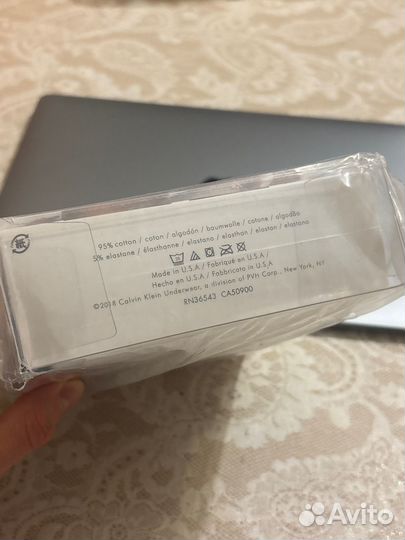 95% cotton / coton / algodón / baumwolle / cotone / algodão
5% elastane / élasthanne / elastano / elasthan / elastan / elastano
Made in U.S.A / Fabriqué en U.S.A /
Hecho en U.S.A / Fabbricato in U.S.A
©2018 Calvin Klein Underwear, a division of PVH Corp., New York, NY
RN36543 CA50900
Avito